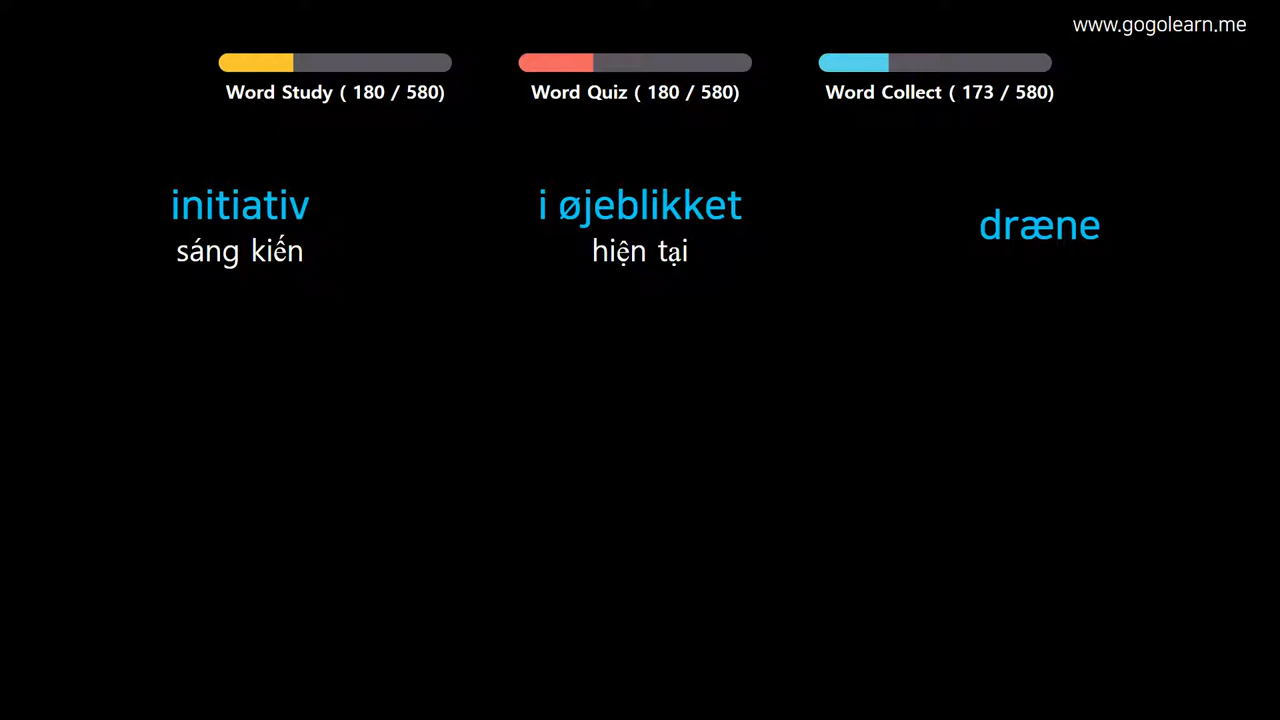 www.gogolearn.me
Word Study ( 180 / 580)
Word Quiz ( 180 / 580)
Word Collect ( 173 / 580)
initiativ
sáng kiến
i øjeblikket
hiện tại
dræne